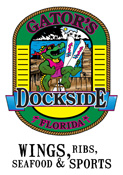 GATOR'S
DOCKSIDE
FLORIDA
WINGS, RIBS,
SEAFOOD & SPORTS